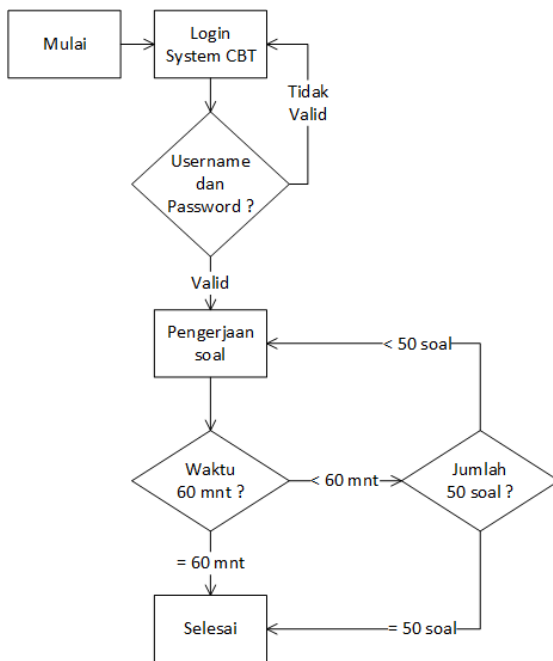 Mulai
Login
System CBT
Tidak
Valid
Username
dan
Password ?
Valid
Pengerjaan
soal
< 50 soal
Waktu
60 mnt ?
< 60 mnt
Jumlah
50 soal ?
= 60 mnt
Selesai
= 50 soal